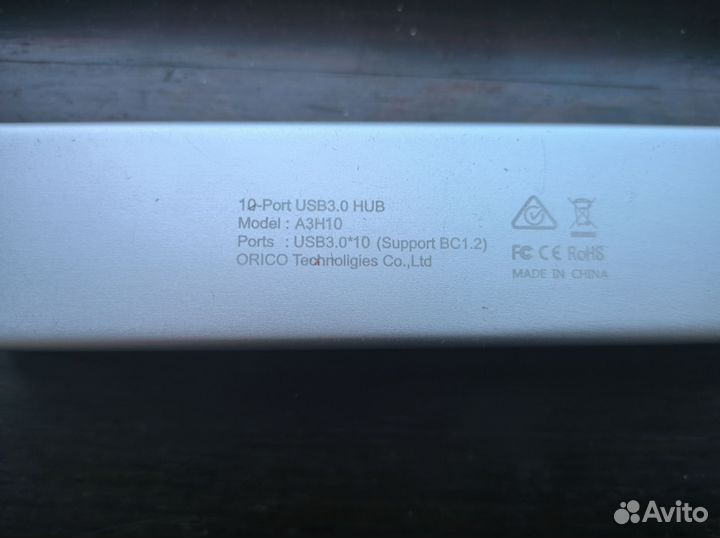 10-Port USB3.0 HUB
Model : A3H10
Ports : USB3.0*10 (Support BC1.2)
ORICO Technoligies Co.,Ltd
FC CE RoHS
MADE IN CHINA
Avito